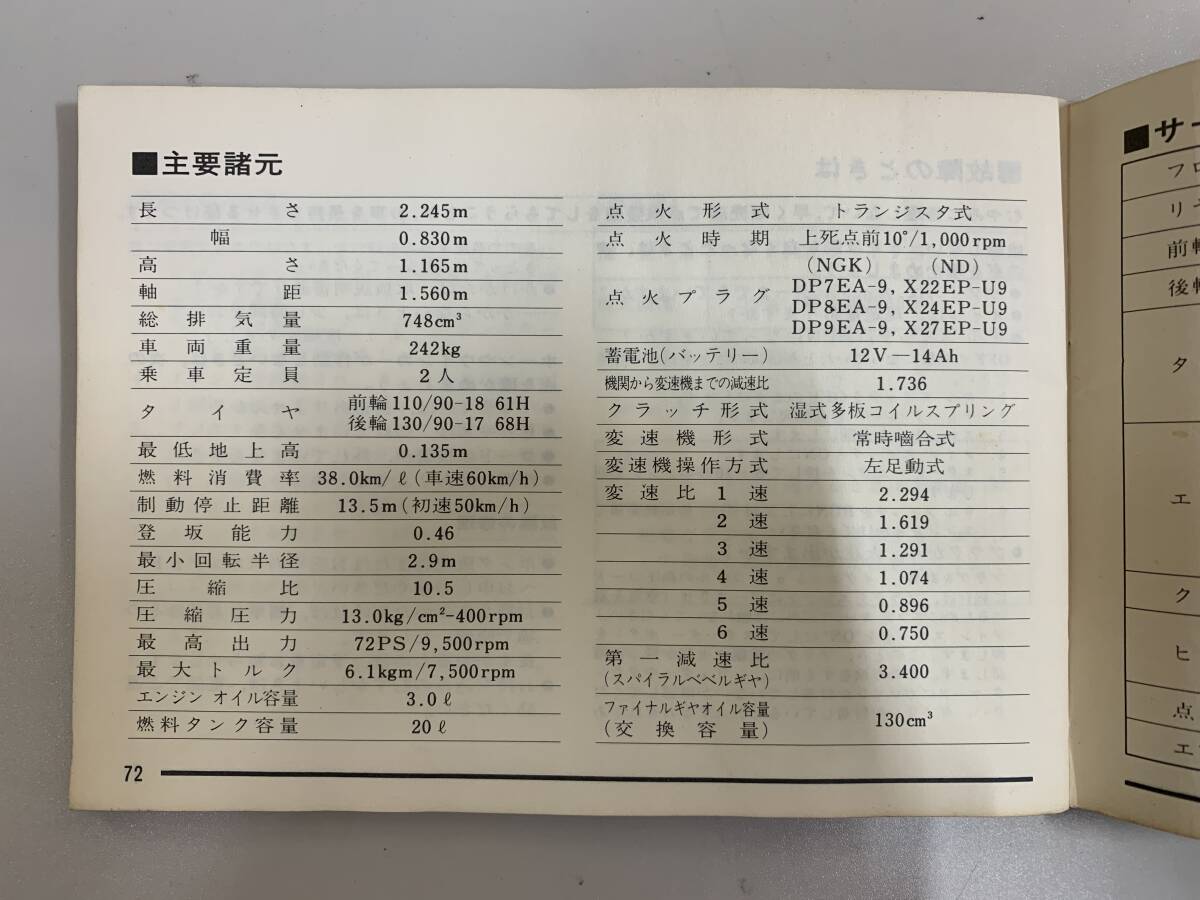 ■主要諸元
長さ 2.245m
幅 0.830m
高さ 1.165m
軸距 1.560m
総排気量 748cm³
車両重量 242kg
乗車定員 2人
タイヤ 前輪110/90-18 61H
後輪130/90-17 68H
最低地上高 0.135m
燃料消費率 38.0km/ℓ(車速60km/h)
制動停止距離 13.5m(初速50km/h)
登坂能力 0.46
最小回転半径 2.9m
圧縮比 10.5
圧縮圧力 13.0kg/cm²-400rpm
最高出力 72PS/9,500rpm
最大トルク 6.1kgm/7,500rpm
エンジンオイル容量 3.0ℓ
燃料タンク容量 20ℓ
点火形式 トランジスタ式
点火時期 上死点前10°/1,000rpm
(NGK) (ND)
点火プラグ DP7EA-9, X22EP-U9
DP8EA-9, X24EP-U9
DP9EA-9, X27EP-U9
蓄電池(バッテリー) 12V—14Ah
機関から変速機までの減速比 1.736
クラッチ形式 湿式多板コイルスプリング
変速機形式 常時嚙合式
変速機操作方式 左足動式
変速比1速 2.294
2速 1.619
3速 1.291
4速 1.074
5速 0.896
6速 0.750
第一減速比 3.400
(スパイラルベベルギヤ)
ファイナルギヤオイル容量 130cm³
(交換容量)
72
■サー
フロ
リヤ
前輪
後輪
タ
エ
ク
ヒ
点
エ